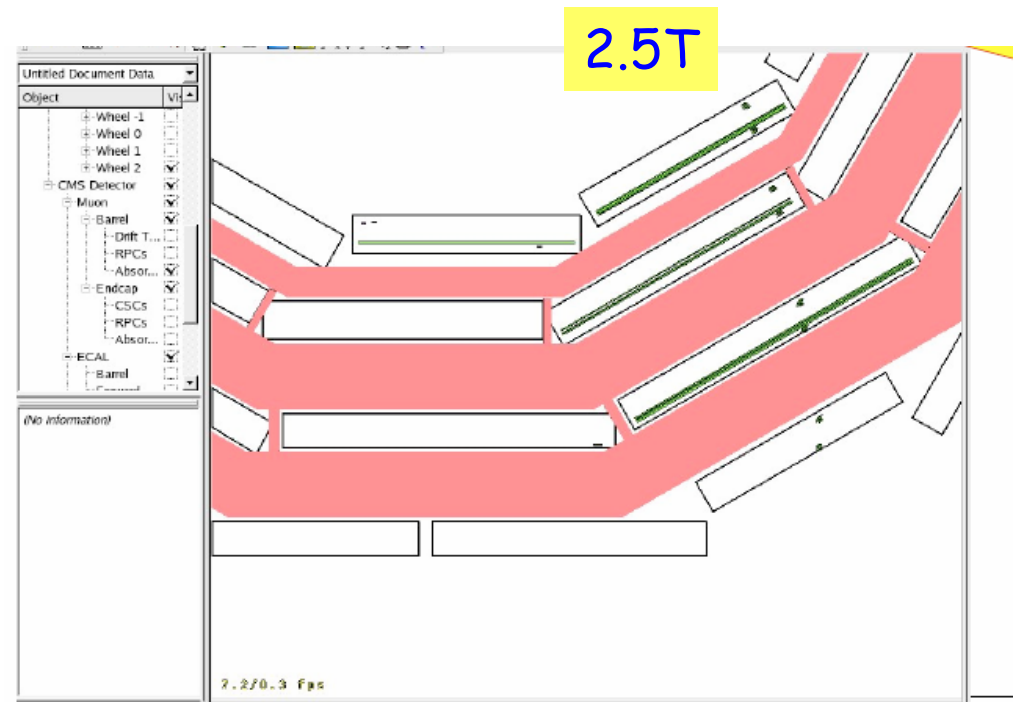 2.5T
Untitled Document Data
Object Vis
Wheel -1
Wheel 0
Wheel 1
Wheel 2
CMS Detector
Muon
Barrel
Drift T...
RPCs
Absor...
Endcap
CSCs
RPCs
Absor...
ECAL
Barrel
(No information)
2.2/0.3 fps